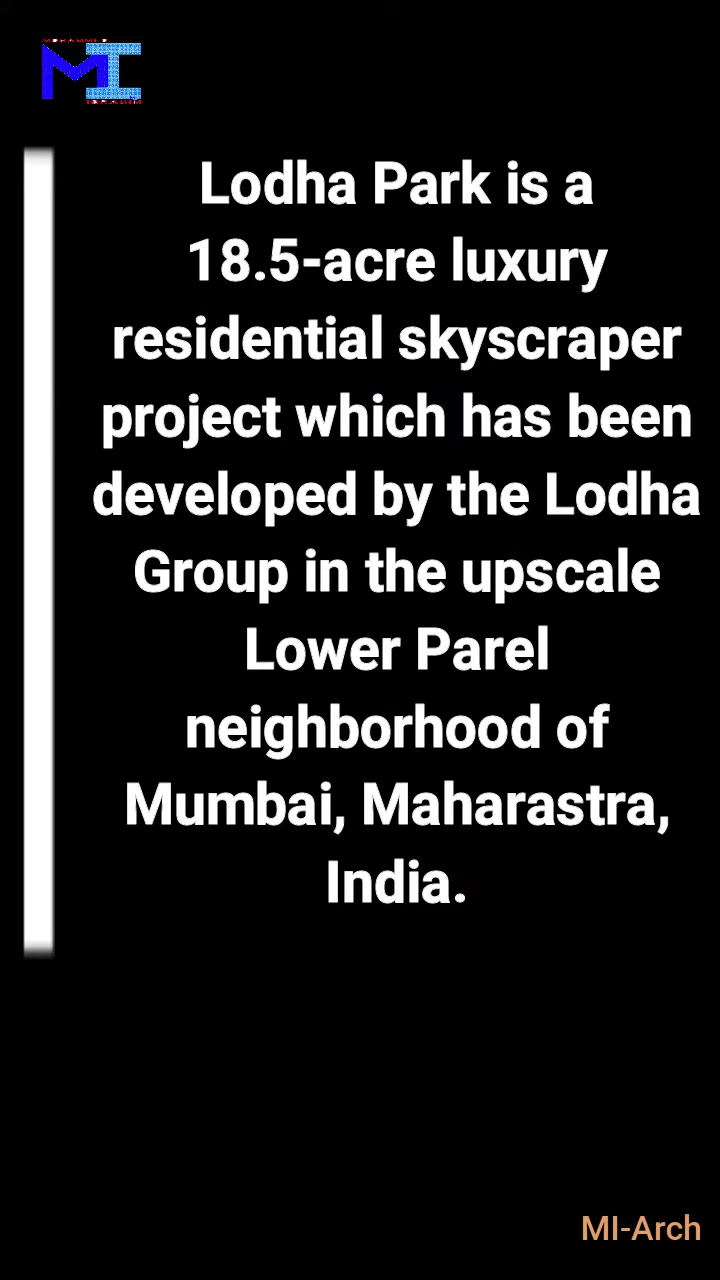 MI
Lodha Park is a
18.5-acre luxury
residential skyscraper
project which has been
developed by the Lodha
Group in the upscale
Lower Parel
neighborhood of
Mumbai, Maharastra,
India.
MI-Arch